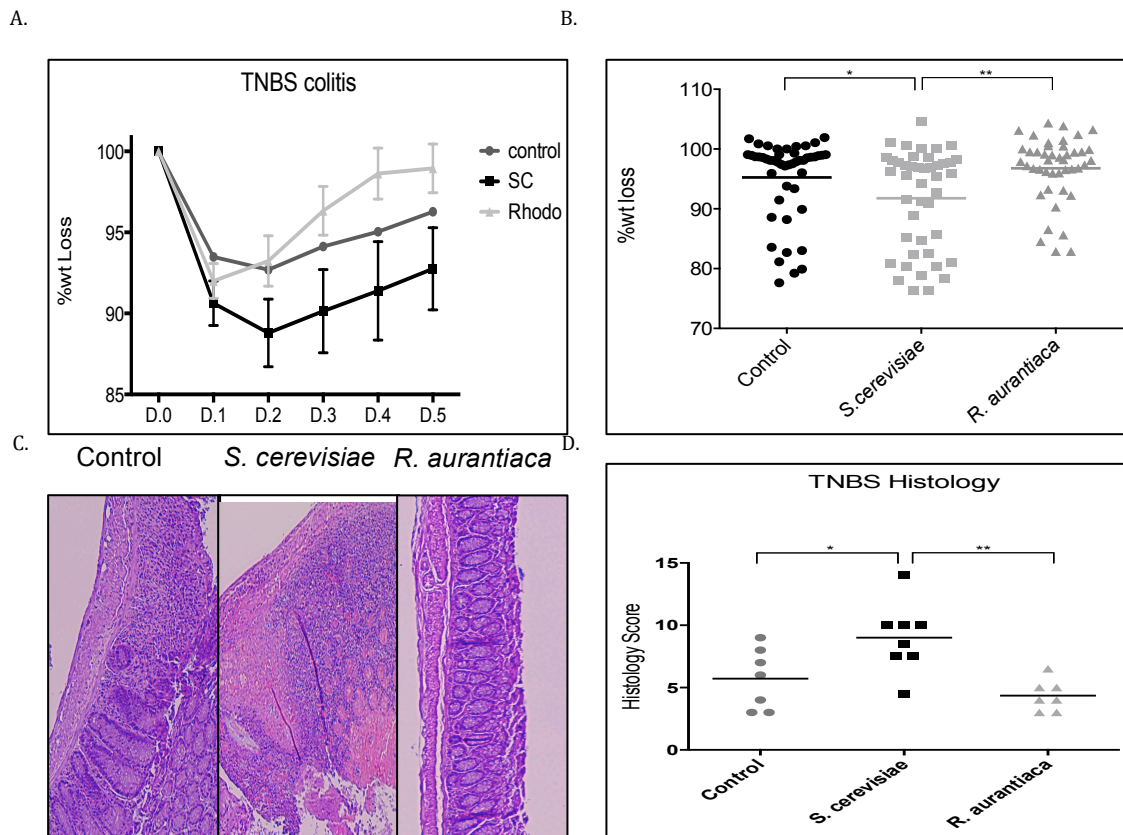 A.
TNBS colitis
%wt Loss
100
95
90
85
D.0 D.1 D.2 D.3 D.4 D.5
control
SC
Rhodo
B.
* **
%wt loss
110
100
90
80
70
Control
S.cerevisiae
R. aurantiaca
C.
Control S. cerevisiae R. aurantiaca
D.
TNBS Histology
* **
Histology Score
15
10
5
0
Control
S. cerevisiae
R. aurantiaca